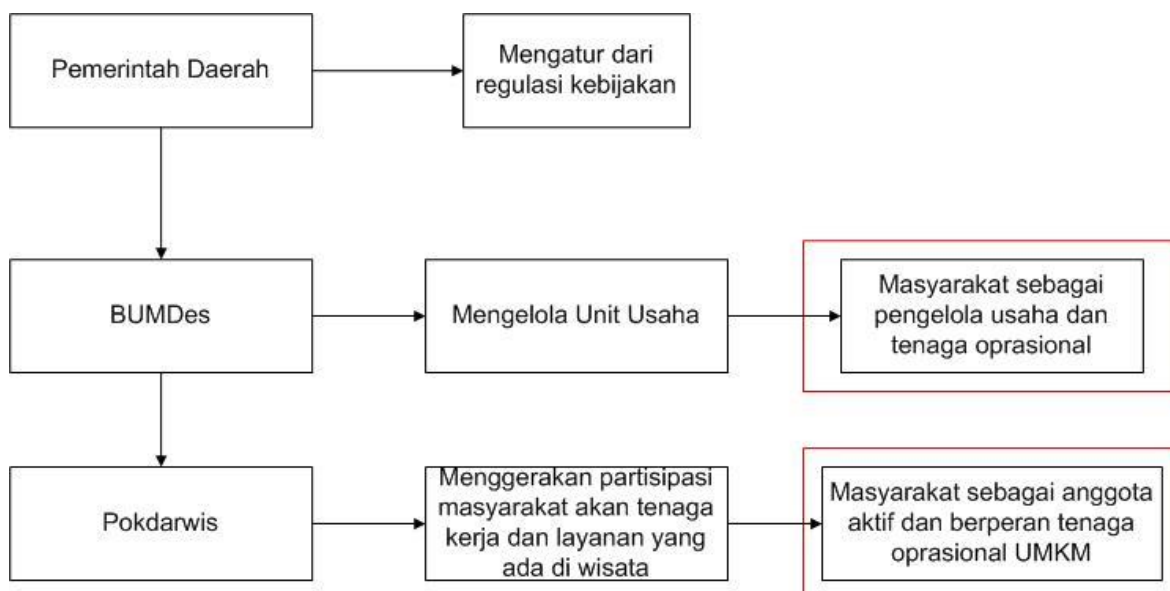 Pemerintah Daerah
Mengatur dari
regulasi kebijakan
BUMDes
Mengelola Unit Usaha
Masyarakat sebagai
pengelola usaha dan
tenaga oprasional
Pokdarwis
Menggerakan partisipasi
masyarakat akan tenaga
kerja dan layanan yang
ada di wisata
Masyarakat sebagai anggota
aktif dan berperan tenaga
oprasional UMKM